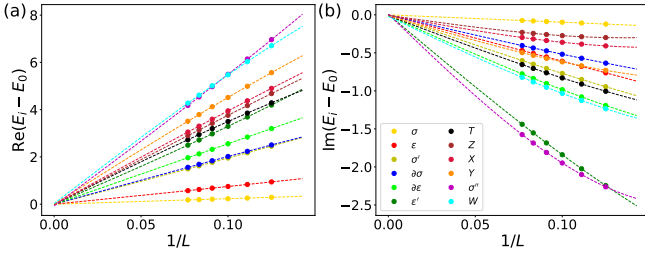 (a)
Re(E_i − E_0)
8
6
4
2
0
0.00 0.05 0.10
1/L
(b)
Im(E_i − E_0)
0.0
−0.5
−1.0
−1.5
−2.0
−2.5
σ T
ε Z
σ′ X
∂σ Y
∂ε σ″
ε′ W
0.00 0.05 0.10
1/L